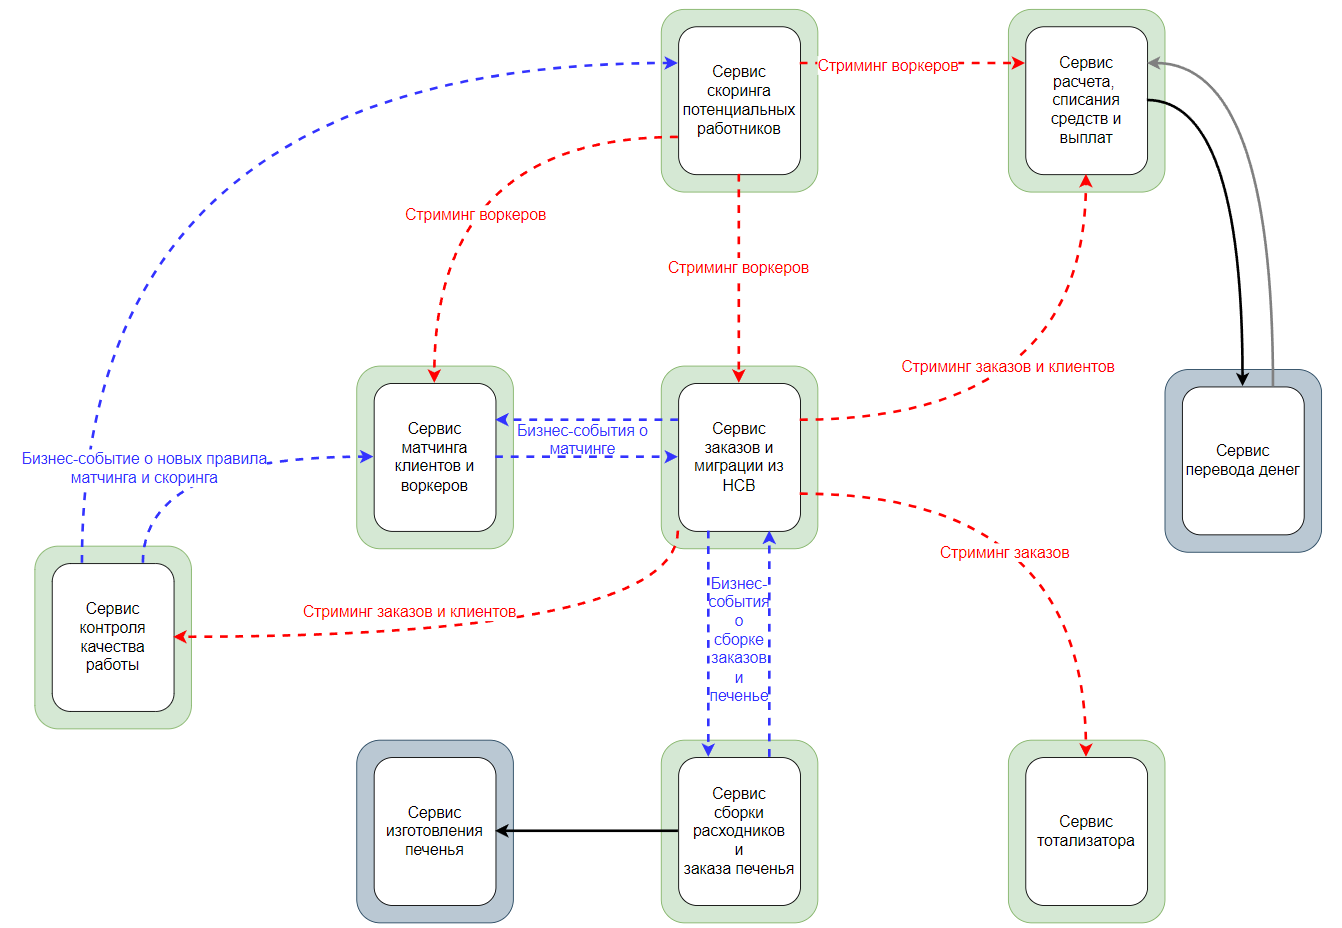 Сервис
скоринга
потенциальных
работников
Стриминг воркеров
Сервис
расчета,
списания
средств и
выплат
Стриминг воркеров
Стриминг воркеров
Стриминг заказов и клиентов
Сервис
перевода денег
Бизнес-событие о новых правила
матчинга и скоринга
Сервис
матчинга
клиентов и
воркеров
Бизнес-события о
матчинге
Сервис
заказов и
миграции из
НСВ
Стриминг заказов
Сервис
контроля
качества
работы
Стриминг заказов и клиентов
Бизнес-
события
о
сборке
заказов
и
печенье
Сервис
изготовления
печенья
Сервис
сборки
расходников
и
заказа печенья
Сервис
тотализатора